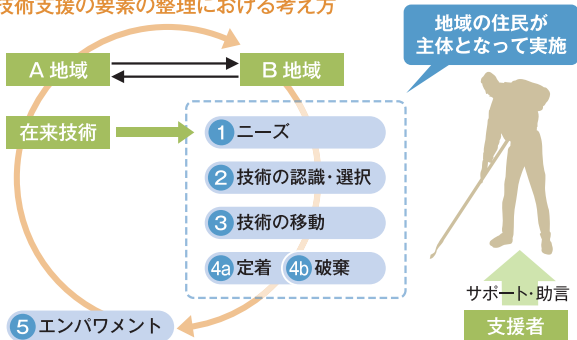 技術支援の要素の整理における考え方
地域の住民が
主体となって実施
A 地域
B 地域
在来技術
1 ニーズ
2 技術の認識・選択
3 技術の移動
4a 定着 4b 破棄
5 エンパワメント
サポート・助言
支援者